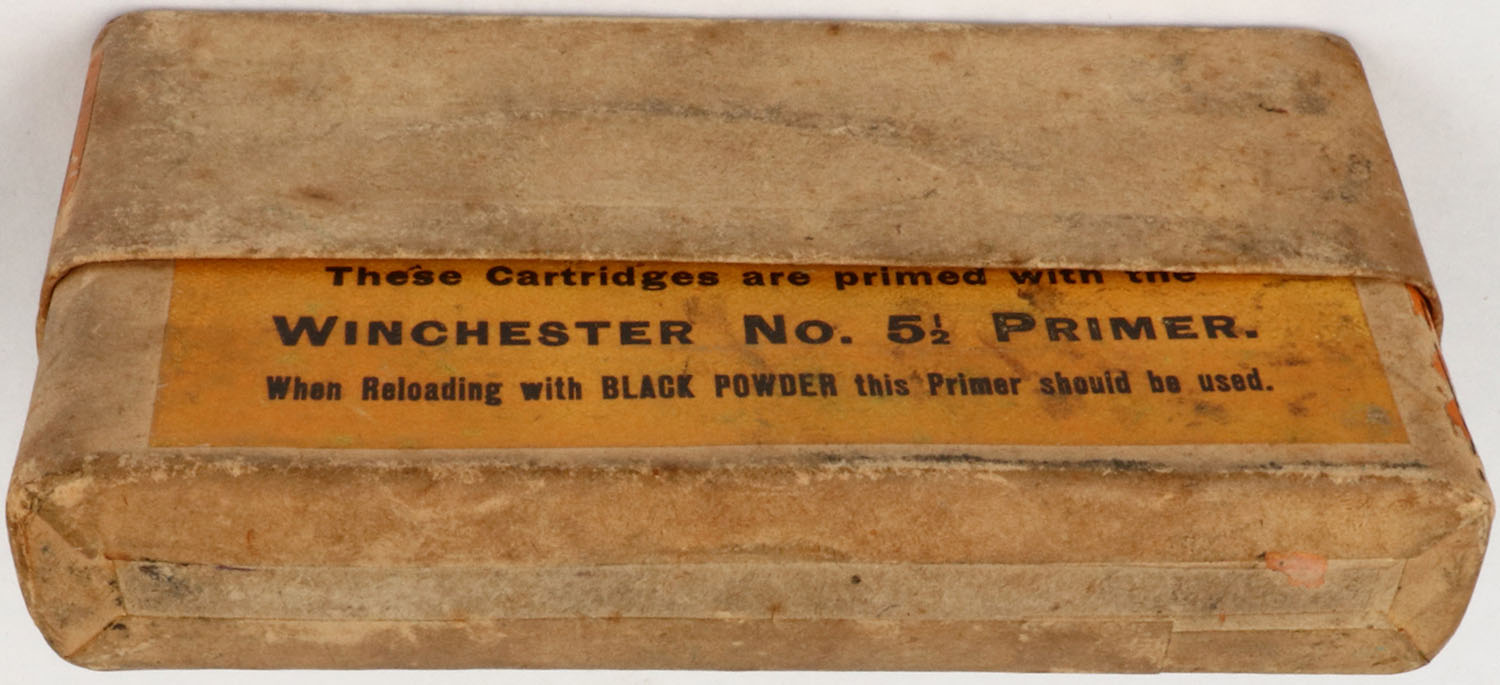 These Cartridges are primed with the
WINCHESTER No. 5½ PRIMER.
When Reloading with BLACK POWDER this Primer should be used.